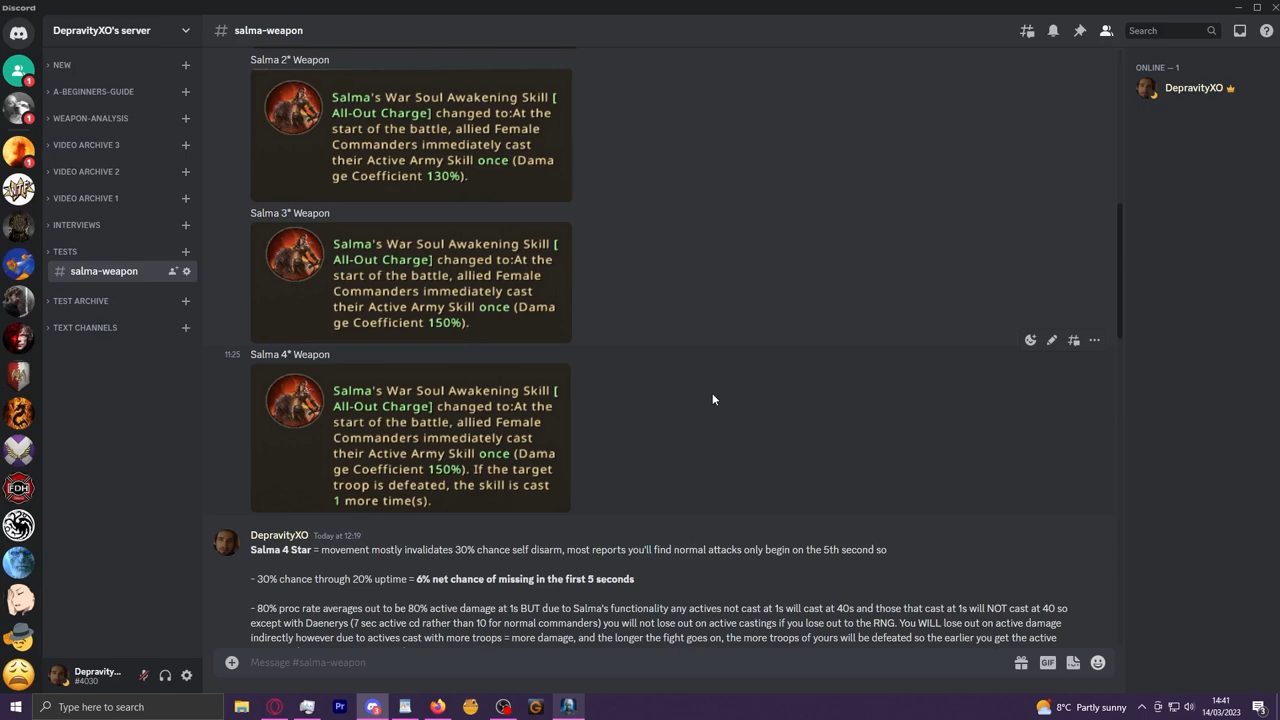 Discord
DepravityXO's server
salma-weapon
Search
NEW
A-BEGINNERS-GUIDE
WEAPON-ANALYSIS
VIDEO ARCHIVE 3
VIDEO ARCHIVE 2
VIDEO ARCHIVE 1
INTERVIEWS
TESTS
# salma-weapon
TEST ARCHIVE
TEXT CHANNELS
ONLINE — 1
DepravityXO
Salma 2* Weapon
Salma's War Soul Awakening Skill [
All-Out Charge] changed to:At the
start of the battle, allied Female
Commanders immediately cast
their Active Army Skill once (Dama
ge Coefficient 130%).
Salma 3* Weapon
Salma's War Soul Awakening Skill [
All-Out Charge] changed to:At the
start of the battle, allied Female
Commanders immediately cast
their Active Army Skill once (Dama
ge Coefficient 150%).
11:25 Salma 4* Weapon
Salma's War Soul Awakening Skill [
All-Out Charge] changed to:At the
start of the battle, allied Female
Commanders immediately cast
their Active Army Skill once (Dama
ge Coefficient 150%). If the target
troop is defeated, the skill is cast
1 more time(s).
DepravityXO Today at 12:19
Salma 4 Star = movement mostly invalidates 30% chance self disarm, most reports you'll find normal attacks only begin on the 5th second so
- 30% chance through 20% uptime = 6% net chance of missing in the first 5 seconds
- 80% proc rate averages out to be 80% active damage at 1s BUT due to Salma's functionality any actives not cast at 1s will cast at 40s and those that cast at 1s will NOT cast at 40 so
except with Daenerys (7 sec active cd rather than 10 for normal commanders) you will not lose out on active castings if you lose out to the RNG. You WILL lose out on active damage
indirectly however due to actives cast with more troops = more damage, and the longer the fight goes on, the more troops of yours will be defeated so the earlier you get the active
Message #salma-weapon
GIF
Depravity...
#4030
Type here to search
8°C Partly sunny
14:41
14/03/2023